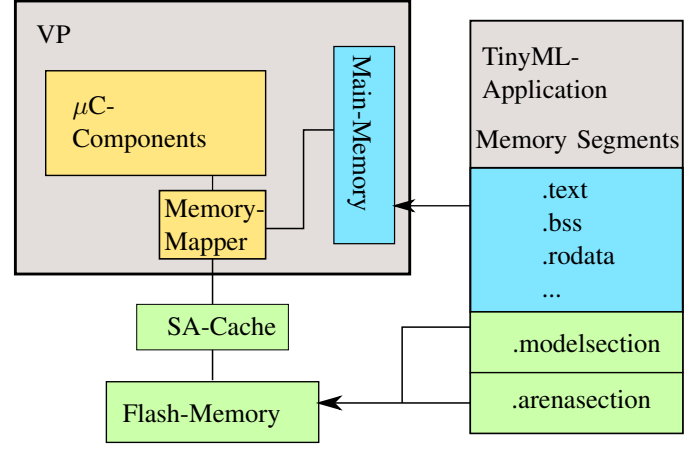 VP
μC-
Components
Memory-
Mapper
Main-Memory
SA-Cache
Flash-Memory
TinyML-
Application
Memory Segments
.text
.bss
.rodata
...
.modelsection
.arenasection